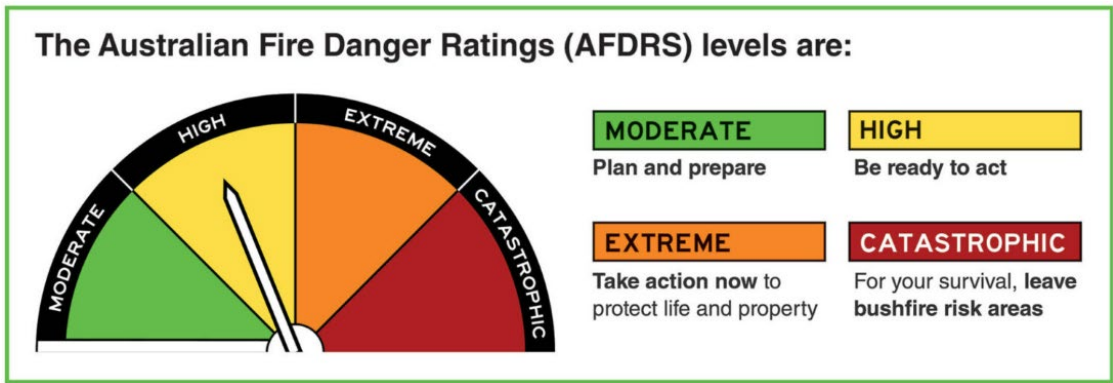 The Australian Fire Danger Ratings (AFDRS) levels are:
MODERATE
HIGH
EXTREME
CATASTROPHIC
MODERATE
Plan and prepare
HIGH
Be ready to act
EXTREME
Take action now to
protect life and property
CATASTROPHIC
For your survival, leave
bushfire risk areas